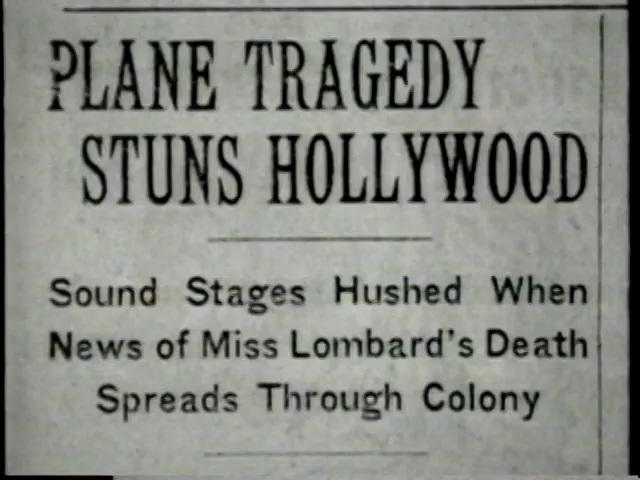 PLANE TRAGEDY
STUNS HOLLYWOOD
Sound Stages Hushed When
News of Miss Lombard's Death
Spreads Through Colony